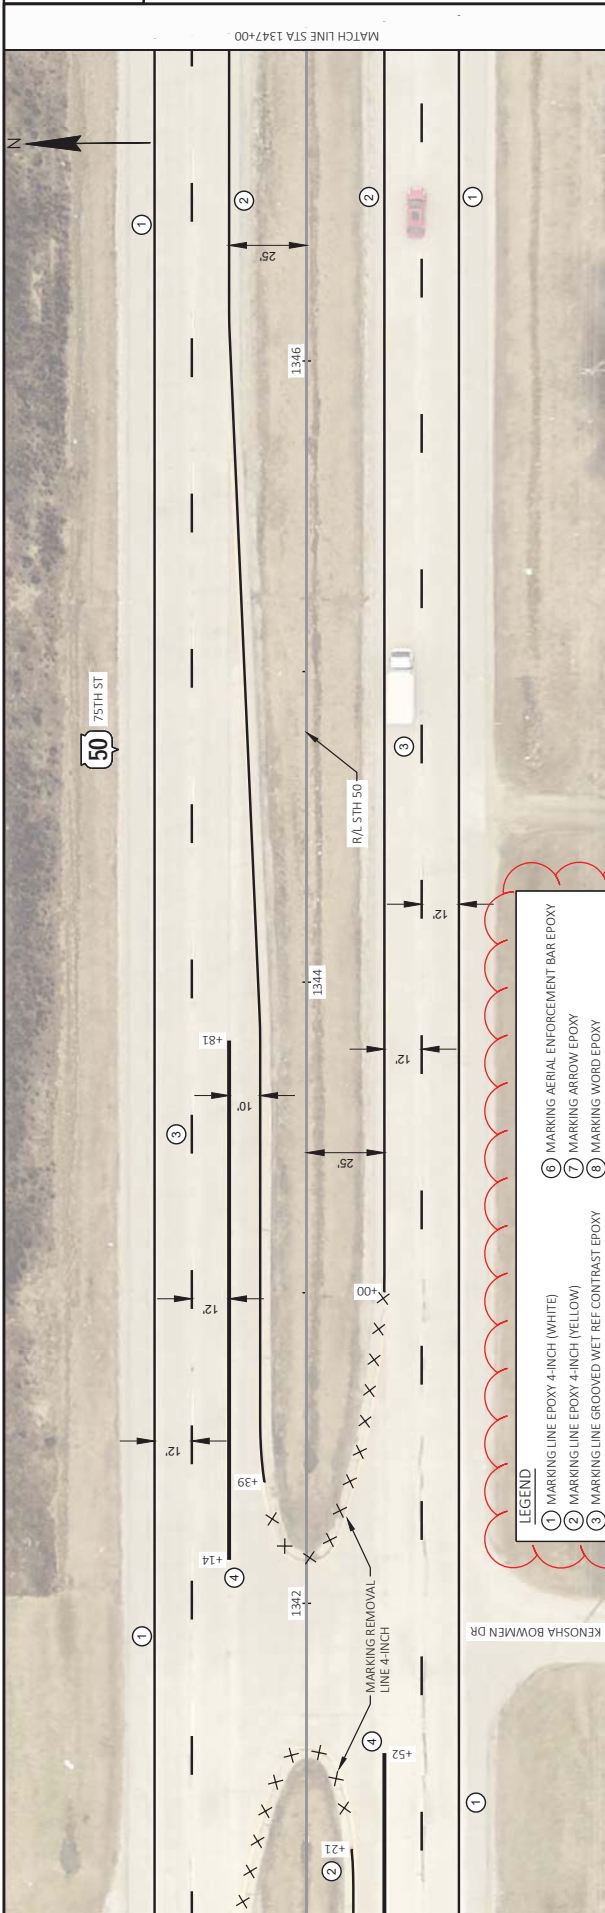 MATCH LINE STA 1347+00
N
1
2
2
1
25'
1346
50
75TH ST
3
R/L STH 50
12'
1344
+81
12'
10'
3
25'
+00
12'
12'
+39
+14
4
1342
1
MARKING REMOVAL
LINE 4-INCH
KENOSHA BOWMEN DR
4
+52
1
+21
2
LEGEND
1 MARKING LINE EPOXY 4-INCH (WHITE)
2 MARKING LINE EPOXY 4-INCH (YELLOW)
3 MARKING LINE GROOVED WET REF CONTRAST EPOXY
6 MARKING AERIAL ENFORCEMENT BAR EPOXY
7 MARKING ARROW EPOXY
8 MARKING WORD EPOXY